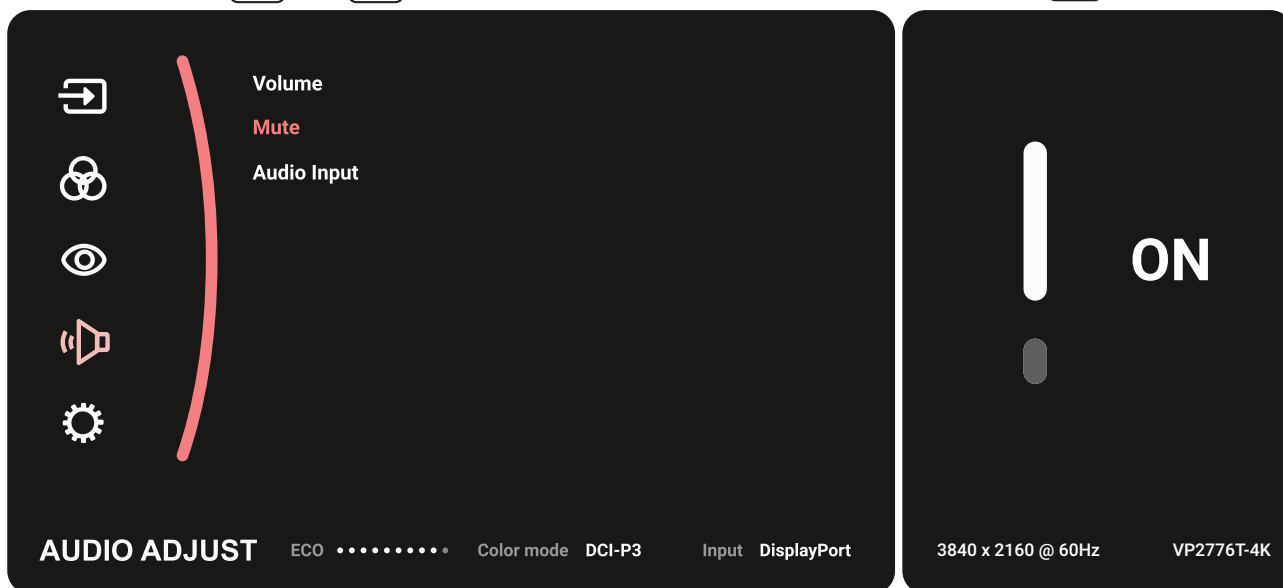 Volume
Mute
Audio Input
ON
AUDIO ADJUST ECO Color mode DCI-P3 Input DisplayPort 3840 x 2160 @ 60Hz VP2776T-4K